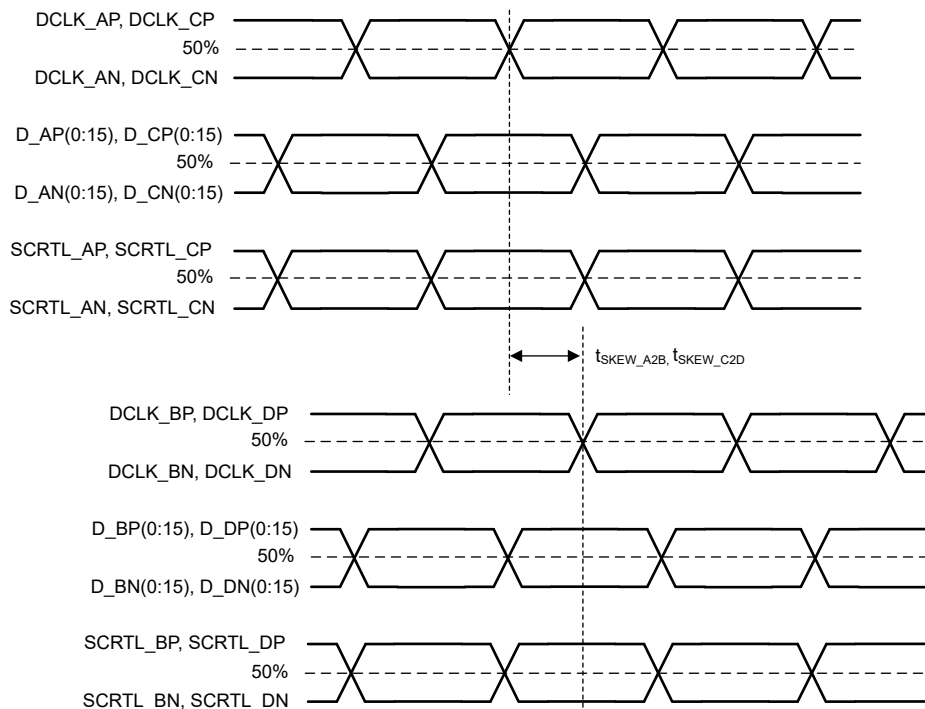 DCLK_AP, DCLK_CP
50%
DCLK_AN, DCLK_CN
D_AP(0:15), D_CP(0:15)
50%
D_AN(0:15), D_CN(0:15)
SCRTL_AP, SCRTL_CP
50%
SCRTL_AN, SCRTL_CN
tSKEW_A2B, tSKEW_C2D
DCLK_BP, DCLK_DP
50%
DCLK_BN, DCLK_DN
D_BP(0:15), D_DP(0:15)
50%
D_BN(0:15), D_DN(0:15)
SCRTL_BP, SCRTL_DP
50%
SCRTL_BN, SCRTL_DN